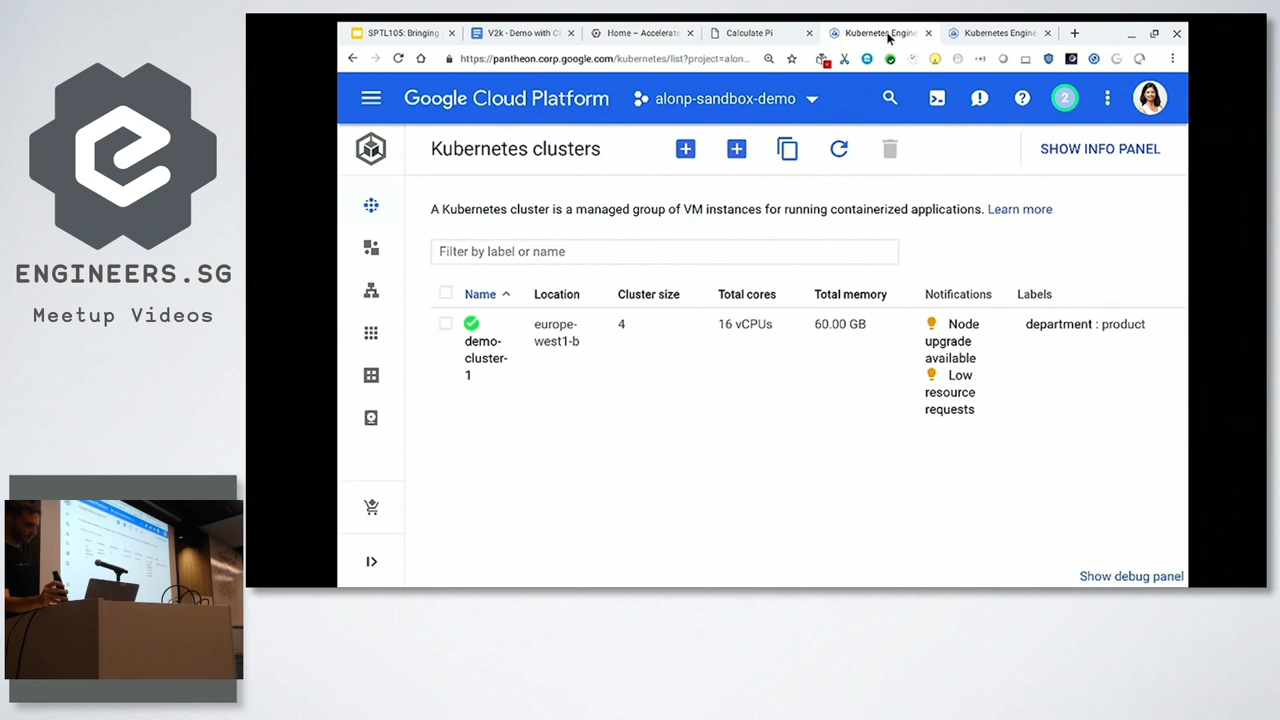 SPTL105: Bringing
V2k - Demo with C
Home – Accelerate
Calculate Pi
Kubernetes Engine
Kubernetes Engine
https://pantheon.corp.google.com/kubernetes/list?project=alon...
Google Cloud Platform
alonp-sandbox-demo
2
Kubernetes clusters
SHOW INFO PANEL
A Kubernetes cluster is a managed group of VM instances for running containerized applications. Learn more
Filter by label or name
Name Location Cluster size Total cores Total memory Notifications Labels
demo-
cluster-
1
europe-
west1-b
4
16 vCPUs
60.00 GB
Node
upgrade
available
Low
resource
requests
department : product
Show debug panel
ENGINEERS.SG
Meetup Videos